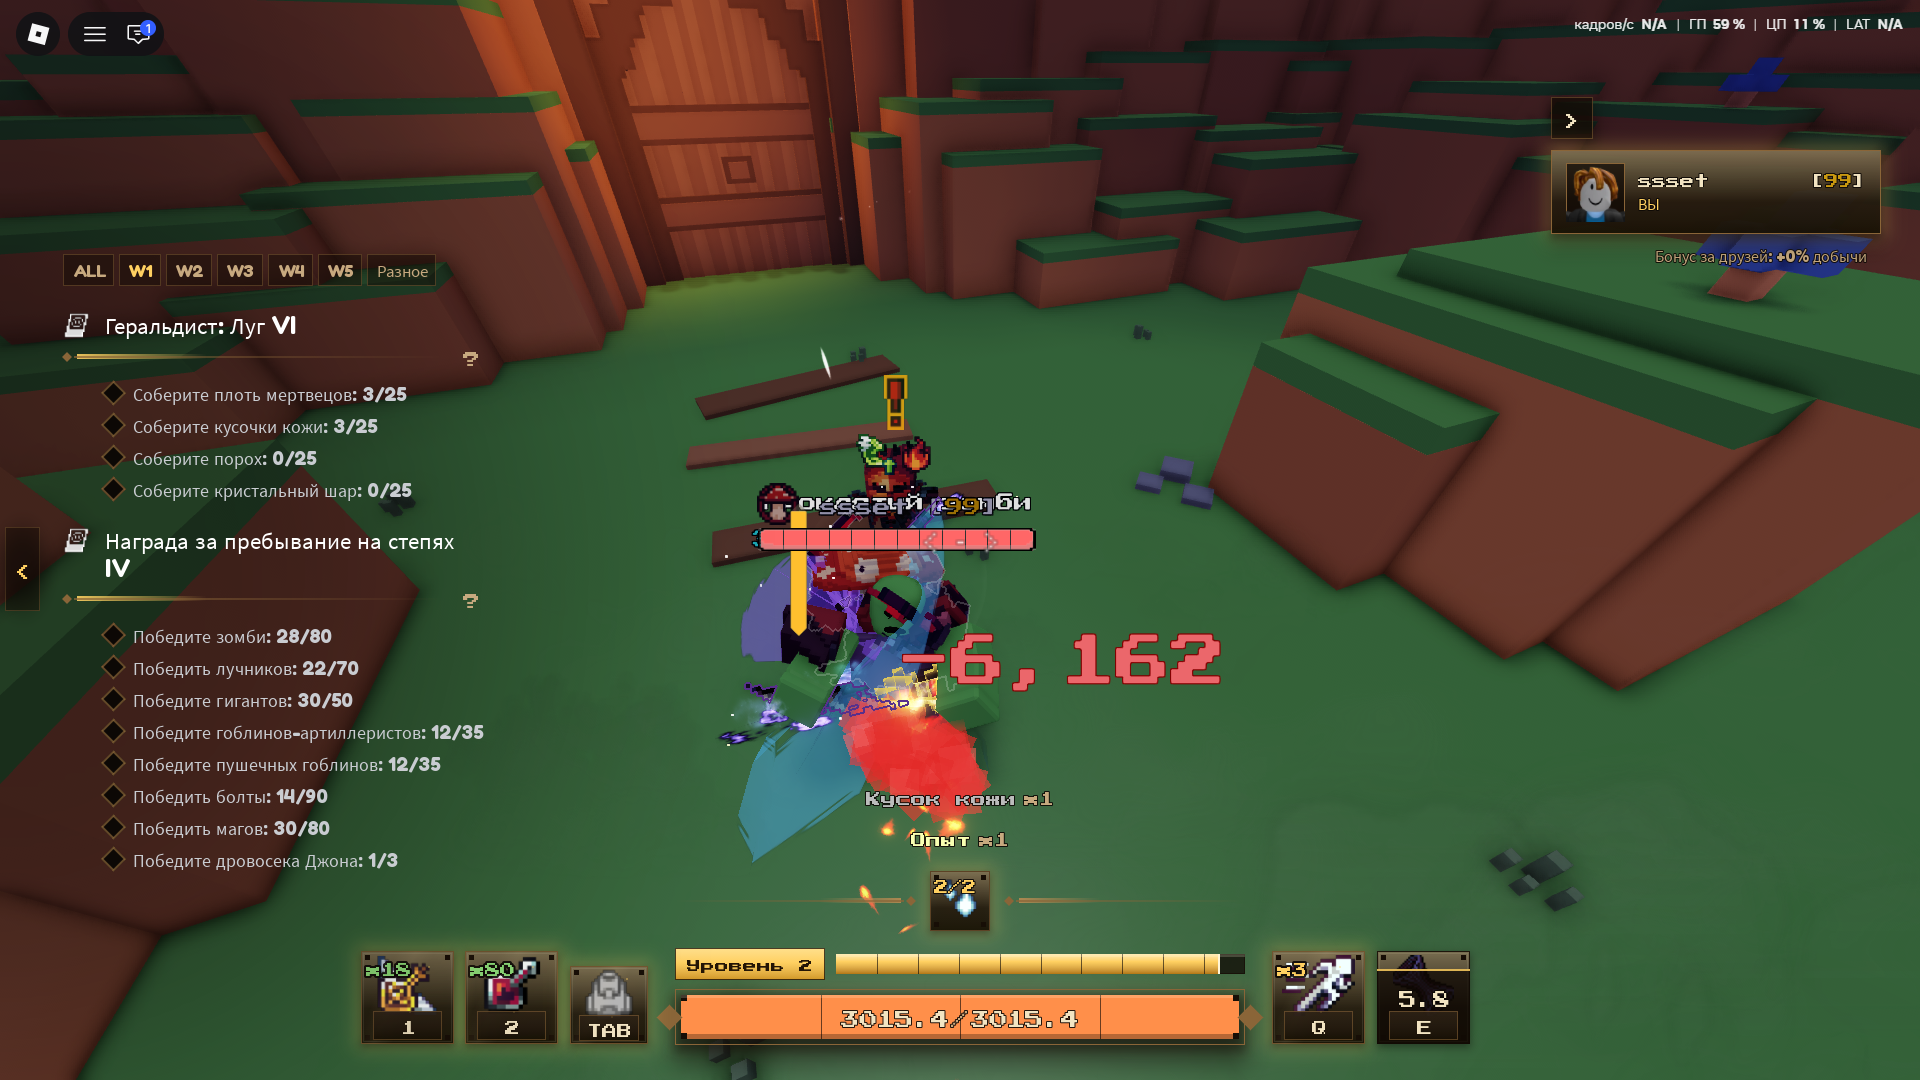 1
кадров/с N/A | ГП 59 % | ЦП 11 % | LAT N/A
ssset [99]
ВЫ
Бонус за друзей: +0% добычи
ALL W1 W2 W3 W4 W5 Разное
Геральдист: Луг VI
?
Соберите плоть мертвецов: 3/25
Соберите кусочки кожи: 3/25
Соберите порох: 0/25
Соберите кристальный шар: 0/25
Награда за пребывание на степях
IV
?
Победите зомби: 28/80
Победить лучников: 22/70
Победить гигантов: 30/50
Победите гоблинов-артиллеристов: 12/35
Победите пушечных гоблинов: 12/35
Победить болты: 14/90
Победить магов: 30/80
Победите дровосека Джона: 1/3
ssset [99]
-6,162
Кусок кожи x1
Опыт x1
2/2
Уровень 2
3015.4/3015.4
x18
1
x80
2
TAB
x3
Q
5.8
E